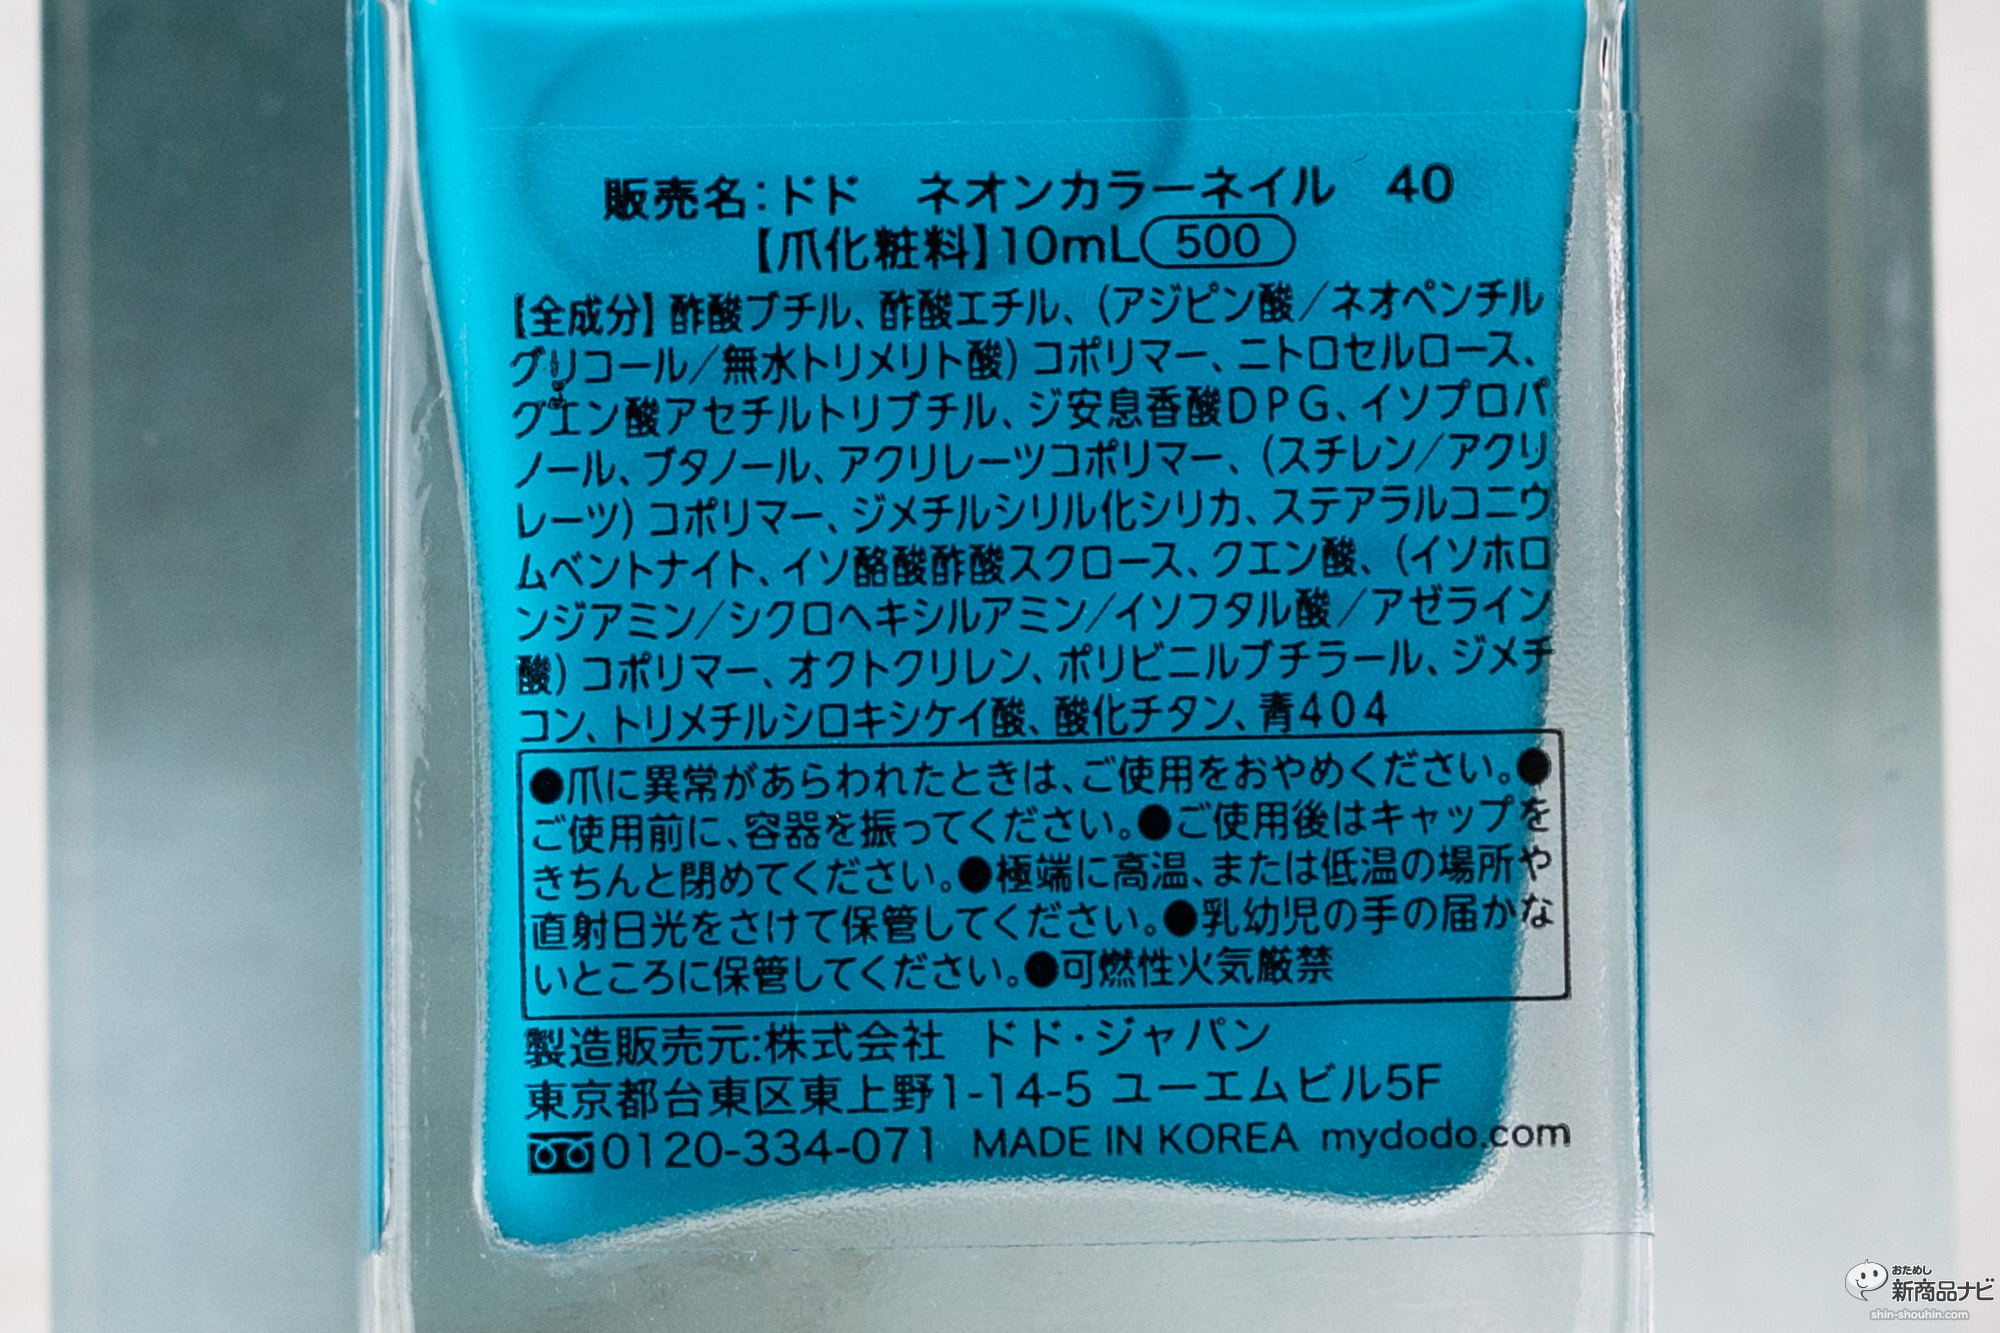 販売名:ドド　ネオンカラーネイル　40
【爪化粧料】10mL 500
【全成分】酢酸ブチル、酢酸エチル、(アジピン酸/ネオペンチル
グリコール/無水トリメリト酸)コポリマー、ニトロセルロース、
クエン酸アセチルトリブチル、ジ安息香酸DPG、イソプロパ
ノール、ブタノール、アクリレーツコポリマー、(スチレン/アクリ
レーツ)コポリマー、ジメチルシリル化シリカ、ステアラルコニウ
ムベントナイト、イソ酪酸酢酸スクロース、クエン酸、(イソホロ
ンジアミン/シクロヘキシルアミン/イソフタル酸/アゼライン
酸)コポリマー、オクトクリレン、ポリビニルブチラール、ジメチ
コン、トリメチルシロキシケイ酸、酸化チタン、青404
●爪に異常があらわれたときは、ご使用をおやめください。●
ご使用前に、容器を振ってください。●ご使用後はキャップを
きちんと閉めてください。●極端に高温、または低温の場所や
直射日光をさけて保管してください。●乳幼児の手の届かな
いところに保管してください。●可燃性火気厳禁
製造販売元:株式会社　ドド・ジャパン
東京都台東区東上野1-14-5 ユーエムビル5F
0120-334-071　MADE IN KOREA　mydodo.com
おためし
新商品ナビ
shin-shouhin.com